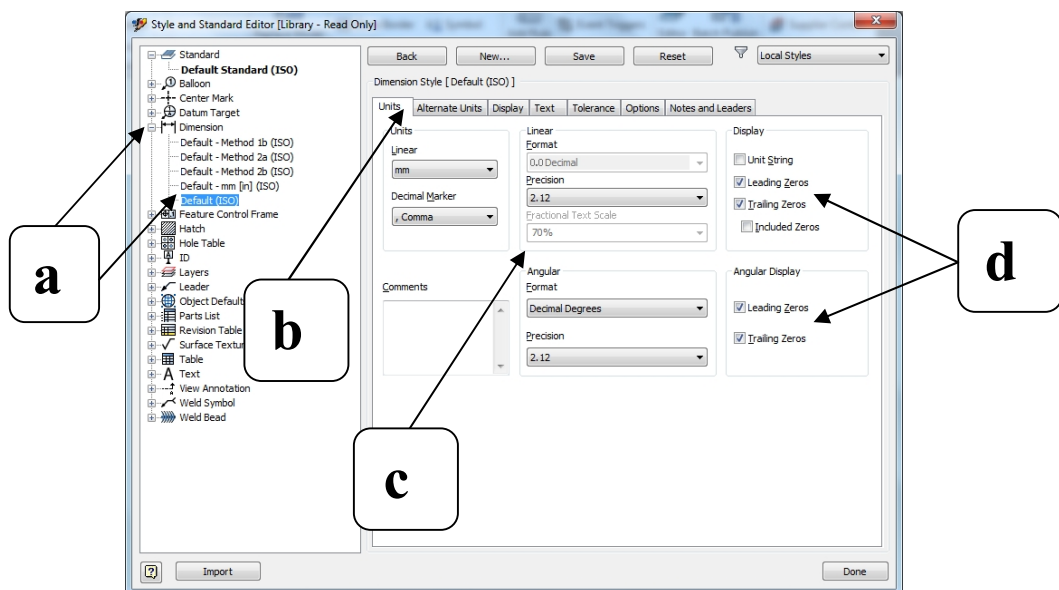 Style and Standard Editor [Library - Read Only]
Standard
Default Standard (ISO)
Balloon
Center Mark
Datum Target
Dimension
Default - Method 1b (ISO)
Default - Method 2a (ISO)
Default - Method 2b (ISO)
Default - mm [in] (ISO)
Default (ISO)
Feature Control Frame
Hatch
Hole Table
ID
Layers
Leader
Object Defaults
Parts List
Revision Table
Surface Textur
Table
Text
View Annotation
Weld Symbol
Weld Bead
Back New... Save Reset Local Styles
Dimension Style [ Default (ISO) ]
Units Alternate Units Display Text Tolerance Options Notes and Leaders
Units
Linear
mm
Decimal Marker
, Comma
Linear
Format
0.0 Decimal
Precision
2.12
Fractional Text Scale
70%
Display
Unit String
Leading Zeros
Trailing Zeros
Included Zeros
Comments
Angular
Format
Decimal Degrees
Precision
2.12
Angular Display
Leading Zeros
Trailing Zeros
Import Done
a
b
c
d